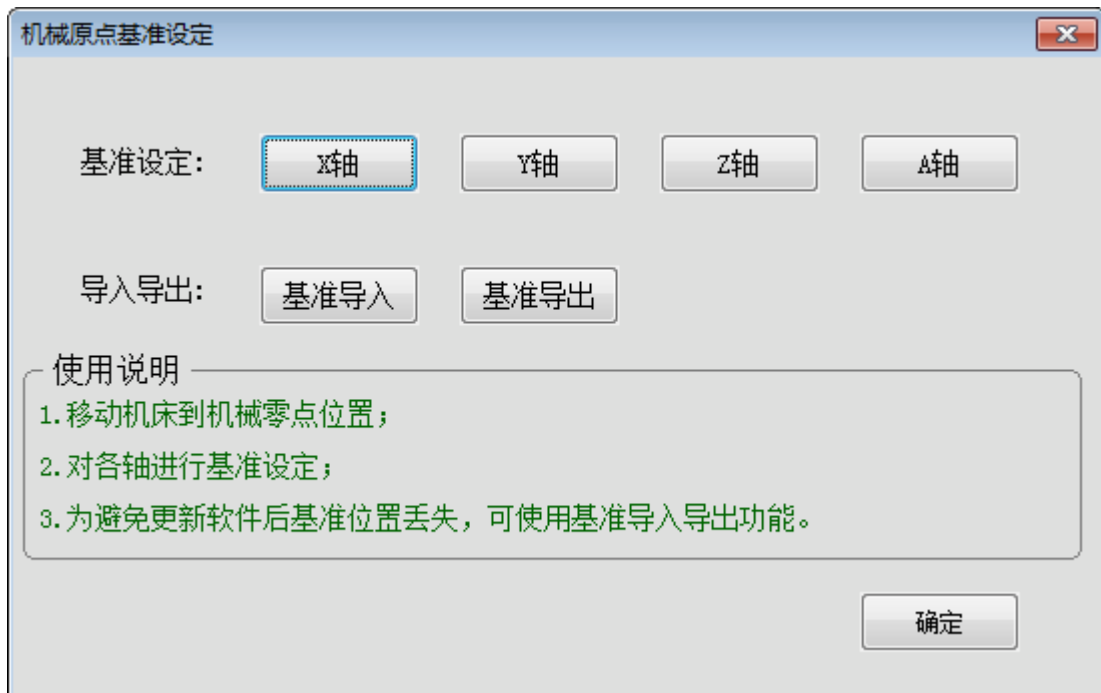 机械原点基准设定
基准设定: X轴 Y轴 Z轴 A轴
导入导出: 基准导入 基准导出
使用说明
1.移动机床到机械零点位置;
2.对各轴进行基准设定;
3.为避免更新软件后基准位置丢失，可使用基准导入导出功能。
确定